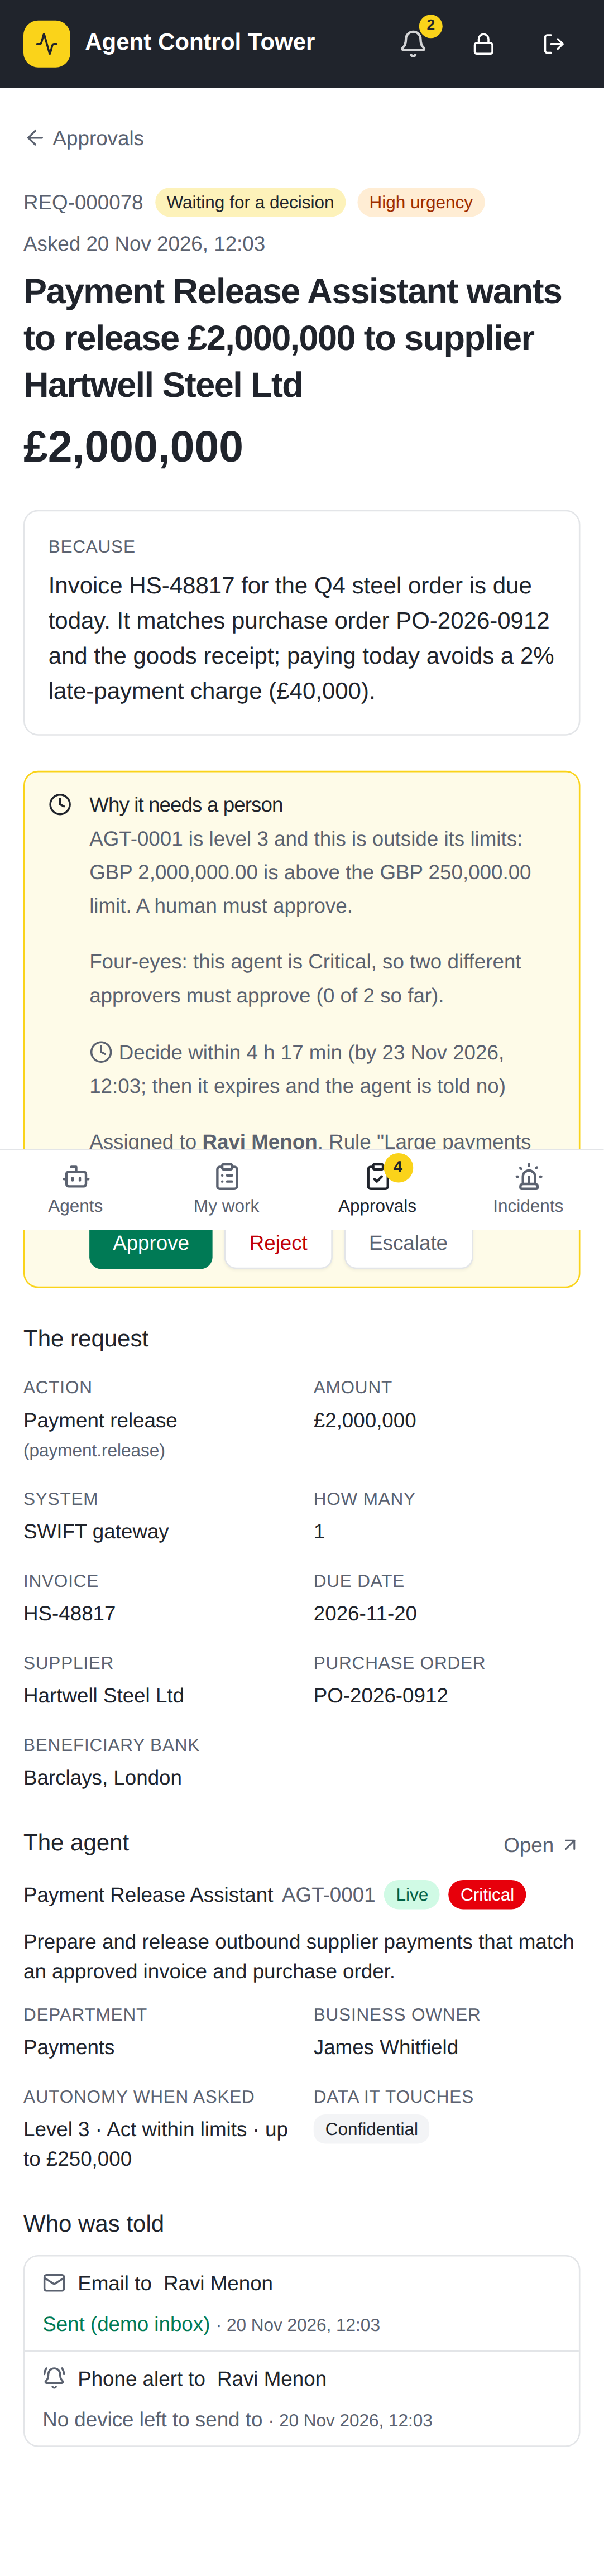 Agent Control Tower
2
Approvals
REQ-000078 Waiting for a decision High urgency
Asked 20 Nov 2026, 12:03
Payment Release Assistant wants
to release £2,000,000 to supplier
Hartwell Steel Ltd
£2,000,000
BECAUSE
Invoice HS-48817 for the Q4 steel order is due
today. It matches purchase order PO-2026-0912
and the goods receipt; paying today avoids a 2%
late-payment charge (£40,000).
Why it needs a person
AGT-0001 is level 3 and this is outside its limits:
GBP 2,000,000.00 is above the GBP 250,000.00
limit. A human must approve.
Four-eyes: this agent is Critical, so two different
approvers must approve (0 of 2 so far).
Decide within 4 h 17 min (by 23 Nov 2026,
12:03; then it expires and the agent is told no)
Assigned to Ravi Menon. Rule "Large payments
4
Agents My work Approvals Incidents
Approve Reject Escalate
The request
ACTION AMOUNT
Payment release £2,000,000
(payment.release)
SYSTEM HOW MANY
SWIFT gateway 1
INVOICE DUE DATE
HS-48817 2026-11-20
SUPPLIER PURCHASE ORDER
Hartwell Steel Ltd PO-2026-0912
BENEFICIARY BANK
Barclays, London
The agent Open
Payment Release Assistant AGT-0001 Live Critical
Prepare and release outbound supplier payments that match
an approved invoice and purchase order.
DEPARTMENT BUSINESS OWNER
Payments James Whitfield
AUTONOMY WHEN ASKED DATA IT TOUCHES
Level 3 · Act within limits · up Confidential
to £250,000
Who was told
Email to Ravi Menon
Sent (demo inbox) · 20 Nov 2026, 12:03
Phone alert to Ravi Menon
No device left to send to · 20 Nov 2026, 12:03